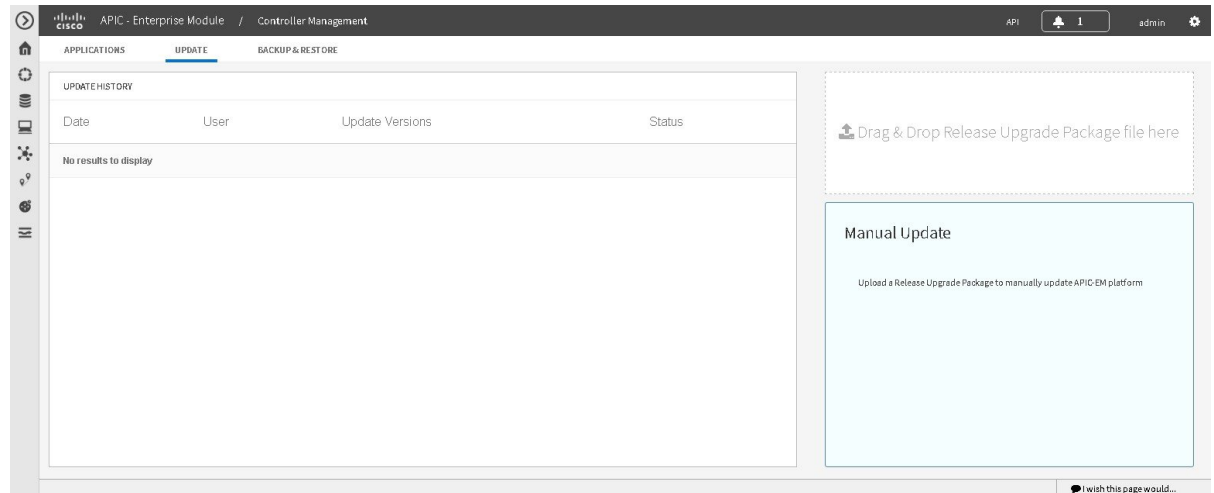 CISCO APIC - Enterprise Module / Controller Management API 1 admin
APPLICATIONS UPDATE BACKUP & RESTORE
UPDATE HISTORY
Date User Update Versions Status
No results to display
Drag & Drop Release Upgrade Package file here
Manual Update
Upload a Release Upgrade Package to manually update APIC-EM platform
I wish this page would...